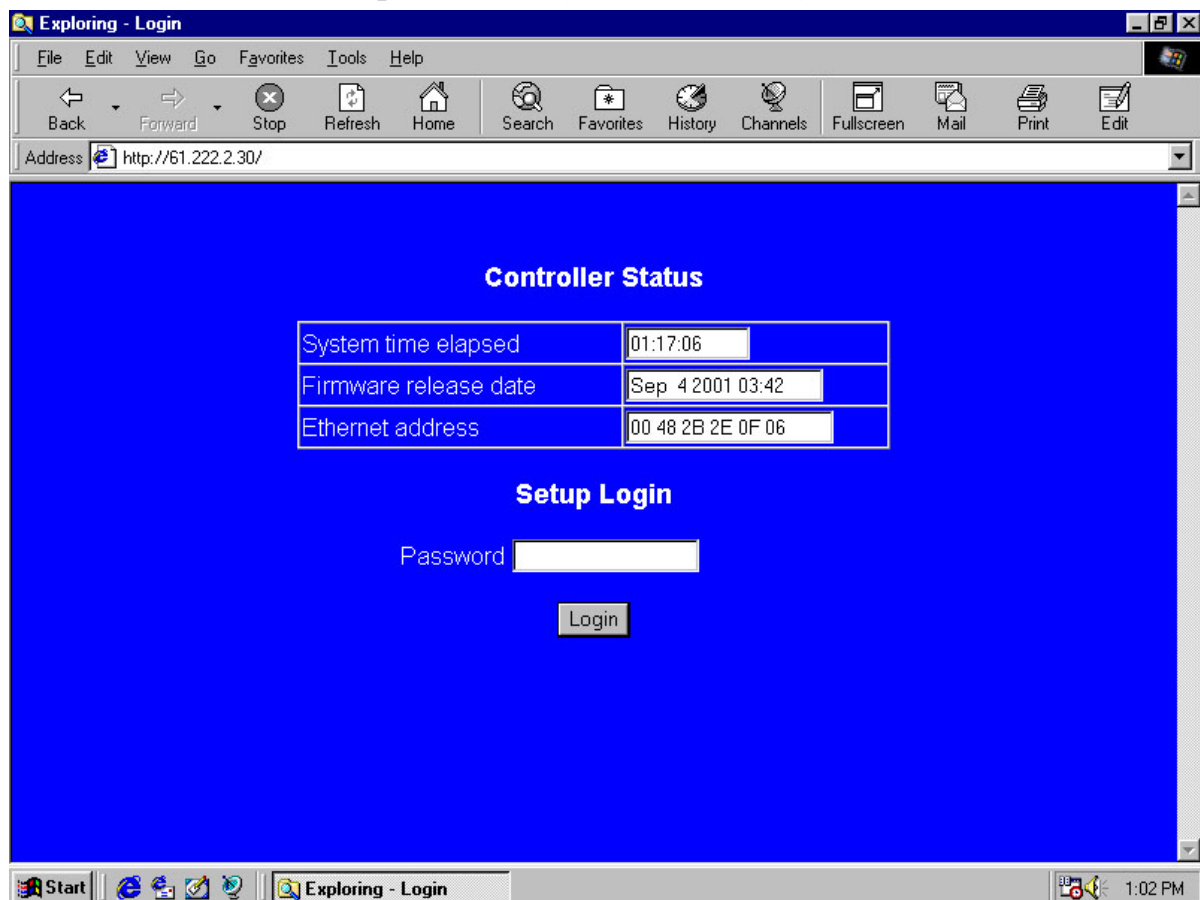 Exploring - Login
File Edit View Go Favorites Tools Help
Back Forward Stop Refresh Home Search Favorites History Channels Fullscreen Mail Print Edit
Address http://61.222.2.30/
Controller Status
System time elapsed 01:17:06
Firmware release date Sep 4 2001 03:42
Ethernet address 00 48 2B 2E 0F 06
Setup Login
Password
Login
Start Exploring - Login 1:02 PM